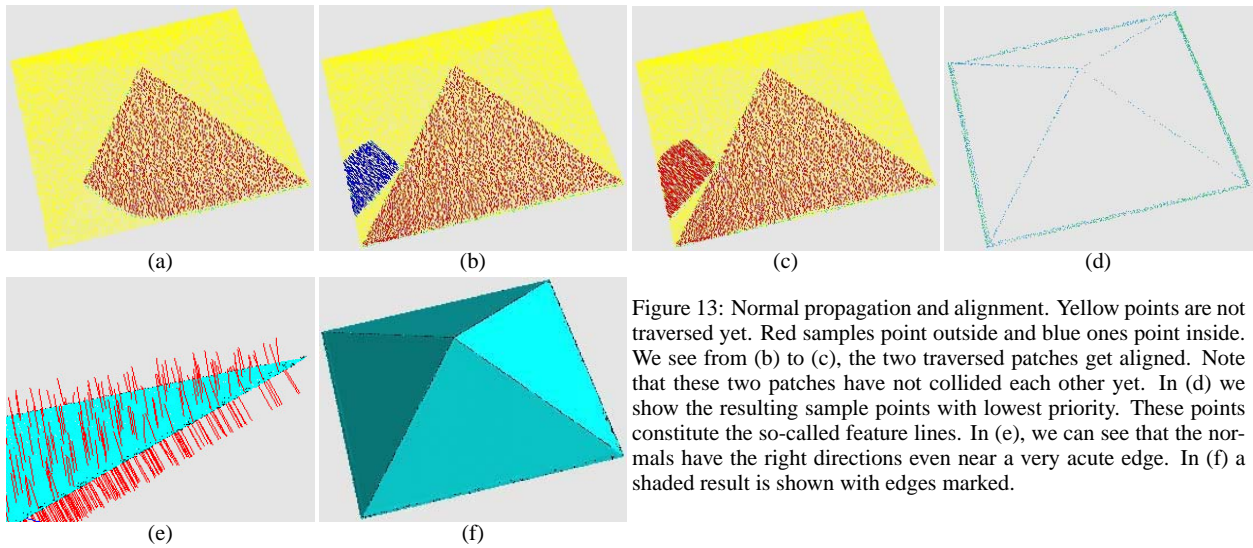 (a)
(b)
(c)
(d)
(e)
(f)
Figure 13: Normal propagation and alignment. Yellow points are not
traversed yet. Red samples point outside and blue ones point inside.
We see from (b) to (c), the two traversed patches get aligned. Note
that these two patches have not collided each other yet. In (d) we
show the resulting sample points with lowest priority. These points
constitute the so-called feature lines. In (e), we can see that the nor-
mals have the right directions even near a very acute edge. In (f) a
shaded result is shown with edges marked.